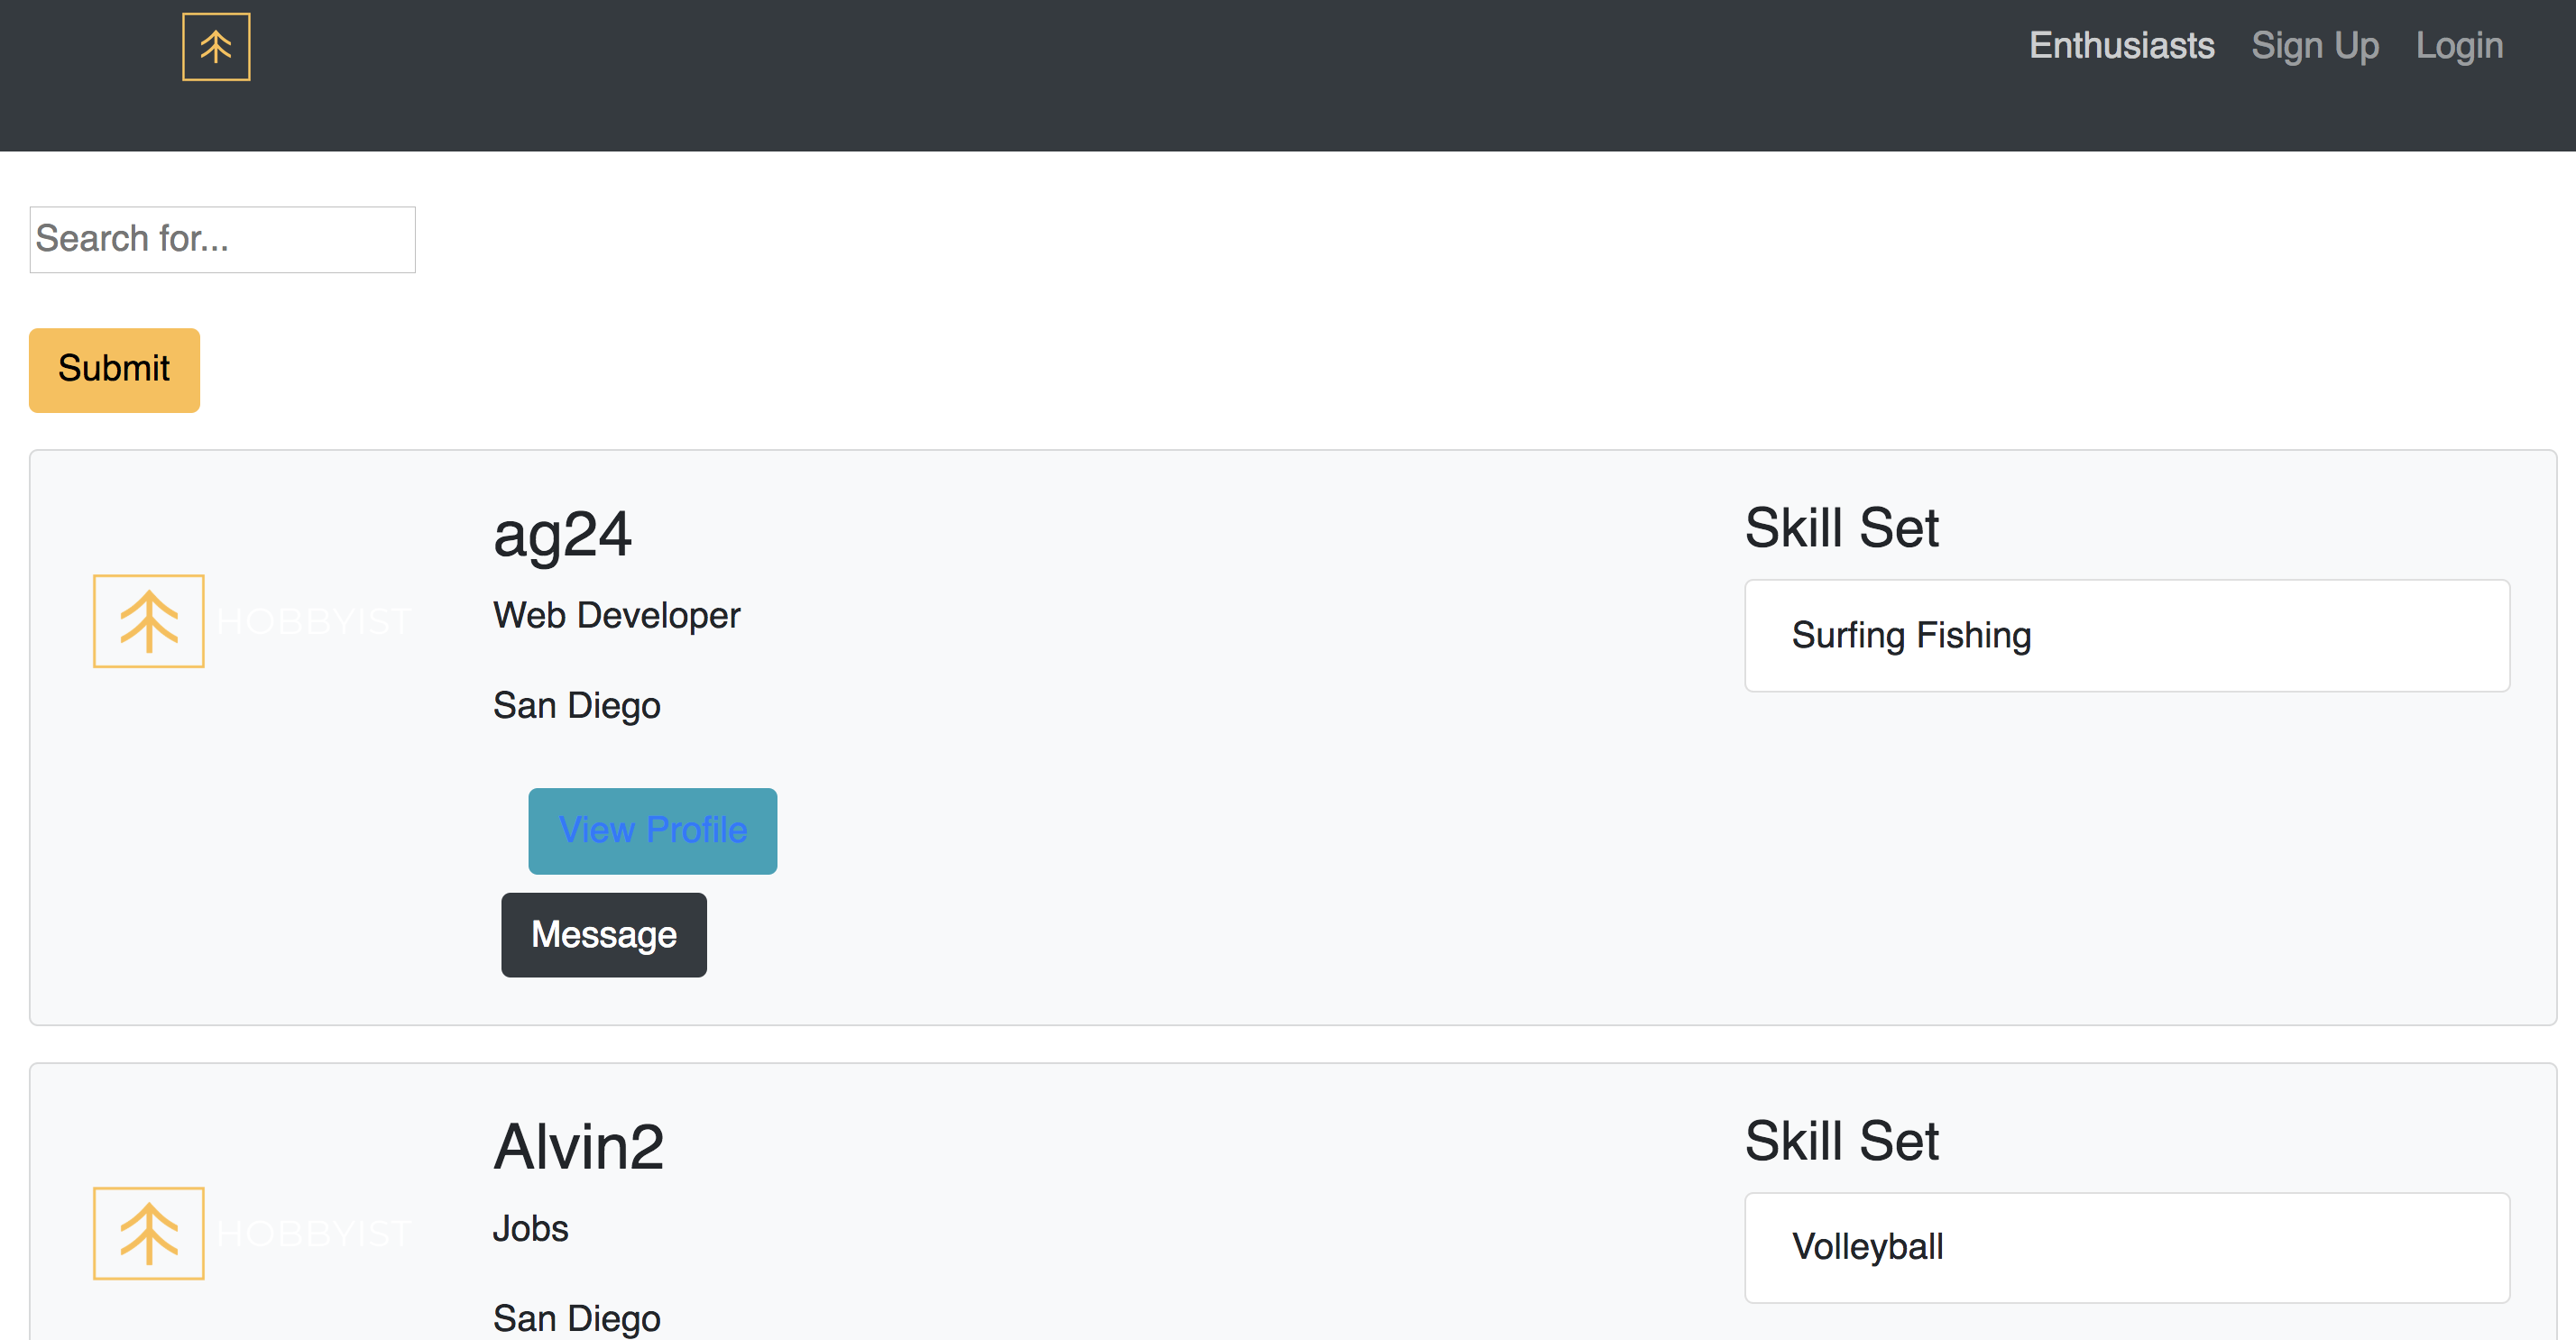 Enthusiasts Sign Up Login
Search for...
Submit
ag24
Skill Set
HOBBYIST
Web Developer
Surfing Fishing
San Diego
View Profile
Message
Alvin2
Skill Set
HOBBYIST
Jobs
Volleyball
San Diego